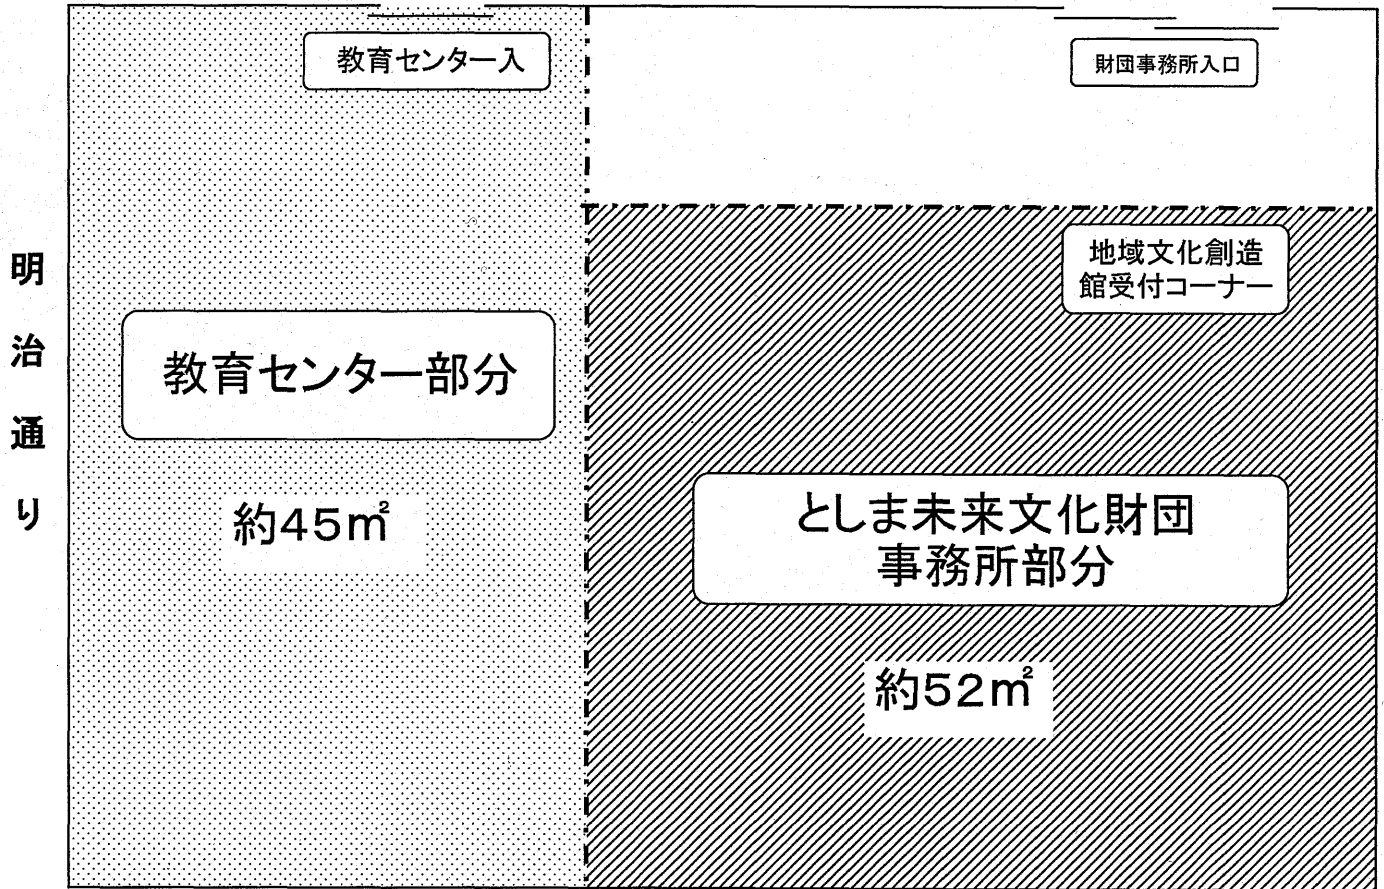 教育センター入
財団事務所入口
地域文化創造
館受付コーナー
明治通り
教育センター部分
約45㎡
としま未来文化財団
事務所部分
約52㎡